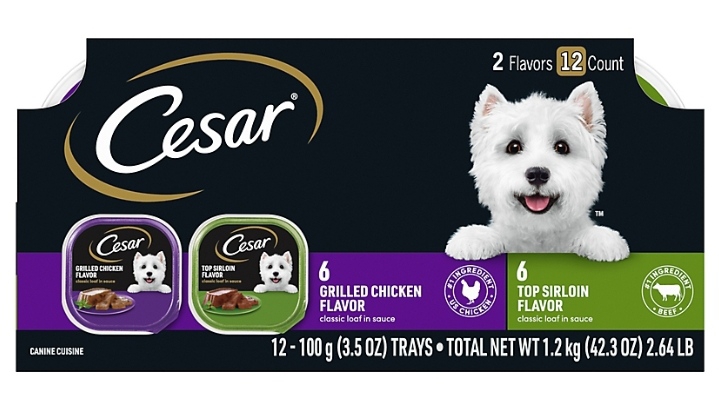 2 Flavors 12 Count
Cesar®
Cesar
GRILLED CHICKEN
FLAVOR
classic loaf in sauce
Cesar
TOP SIRLOIN
FLAVOR
classic loaf in sauce
6
GRILLED CHICKEN
FLAVOR
classic loaf in sauce
#1 INGREDIENT
US CHICKEN
™
6
TOP SIRLOIN
FLAVOR
classic loaf in sauce
#1 INGREDIENT
BEEF
CANINE CUISINE
12 - 100 g (3.5 OZ) TRAYS • TOTAL NET WT 1.2 kg (42.3 OZ) 2.64 LB